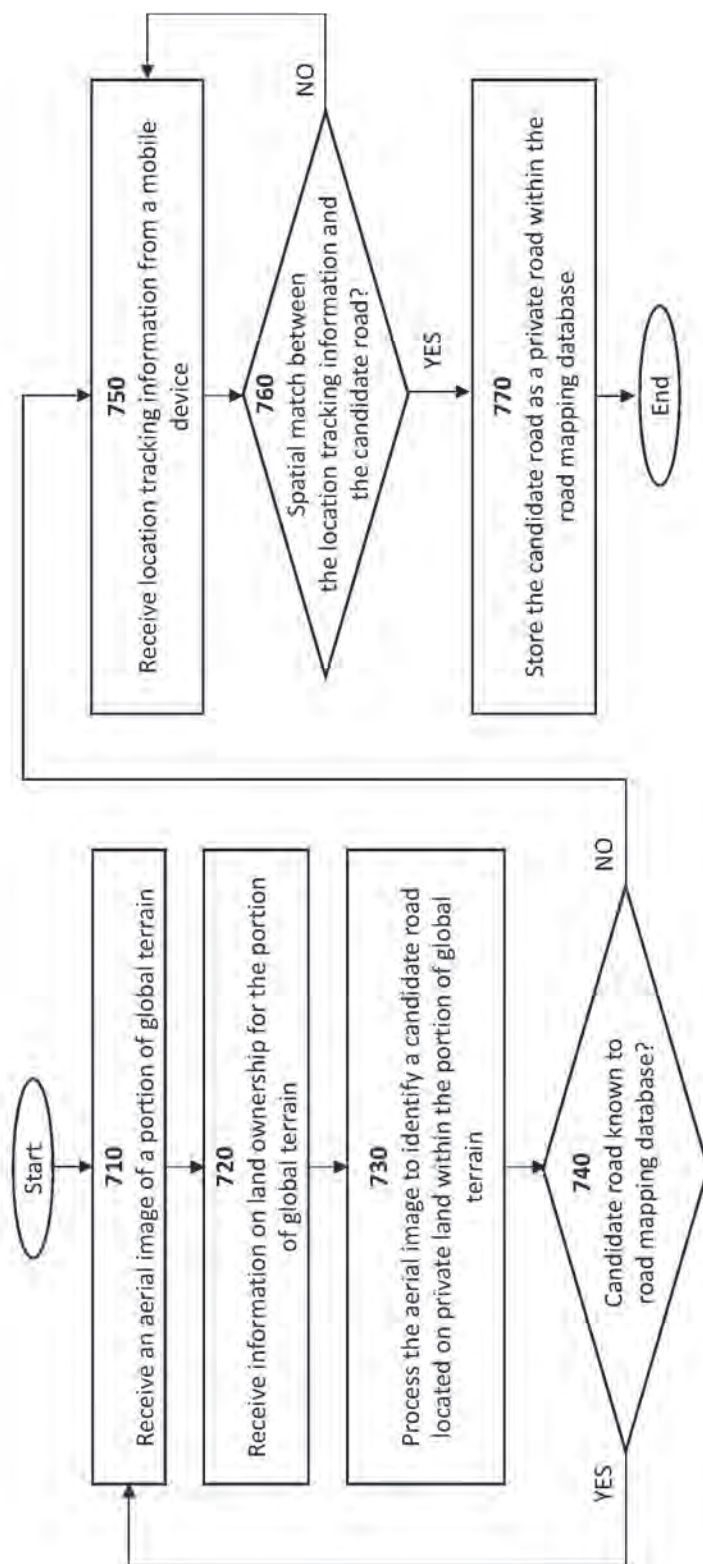 Start
710
Receive an aerial image of a portion of global terrain
720
Receive information on land ownership for the portion
of global terrain
730
Process the aerial image to identify a candidate road
located on private land within the portion of global
terrain
740
Candidate road known to
road mapping database?
YES
NO
750
Receive location tracking information from a mobile
device
760
Spatial match between
the location tracking information and
the candidate road?
NO
YES
770
Store the candidate road as a private road within the
road mapping database
End